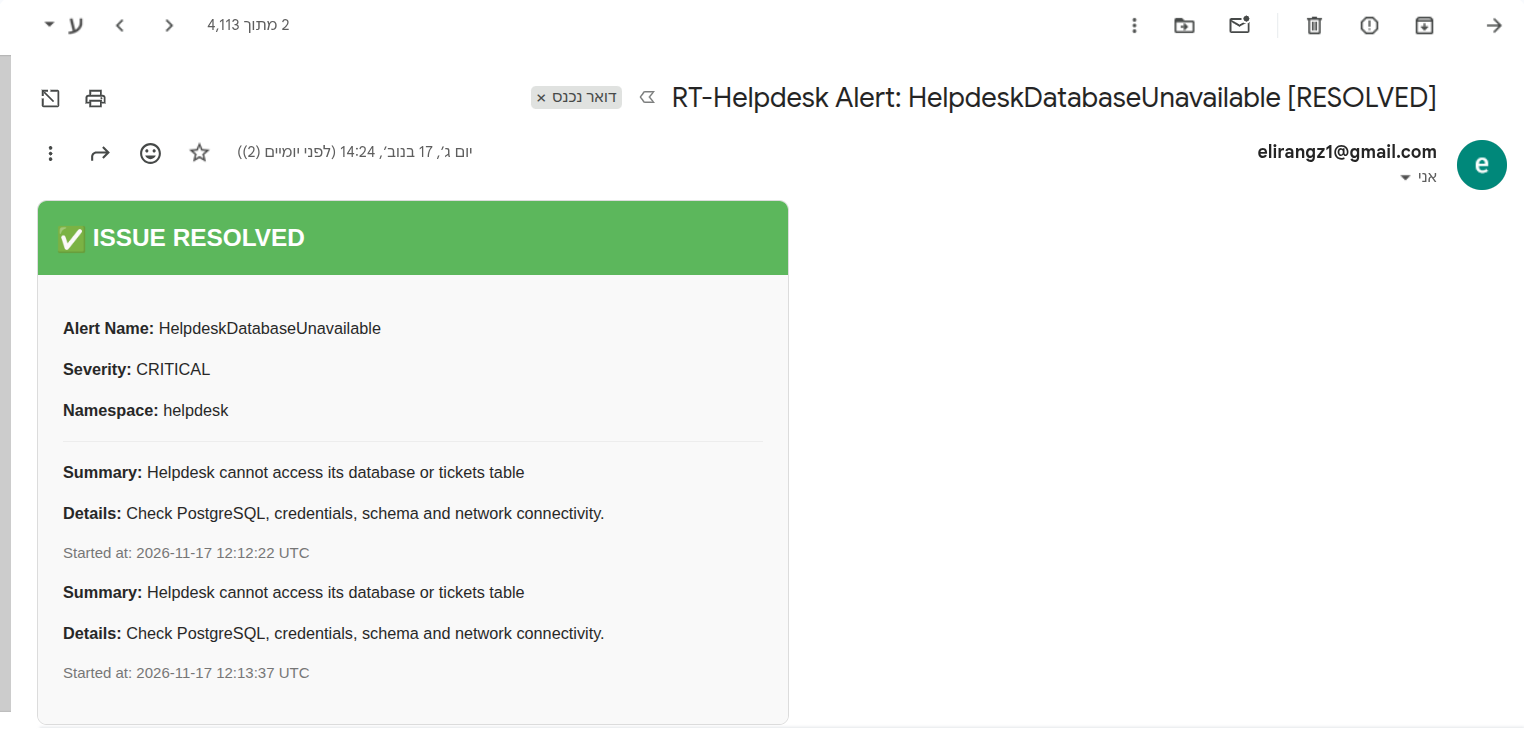 ע
2 מתוך 4,113
RT-Helpdesk Alert: HelpdeskDatabaseUnavailable [RESOLVED]
דואר נכנס ×
elirangz1@gmail.com
יום ג׳, 17 בנוב׳, 14:24 (לפני יומיים (2))
אני
e
✅ ISSUE RESOLVED
Alert Name: HelpdeskDatabaseUnavailable
Severity: CRITICAL
Namespace: helpdesk
Summary: Helpdesk cannot access its database or tickets table
Details: Check PostgreSQL, credentials, schema and network connectivity.
Started at: 2026-11-17 12:12:22 UTC
Summary: Helpdesk cannot access its database or tickets table
Details: Check PostgreSQL, credentials, schema and network connectivity.
Started at: 2026-11-17 12:13:37 UTC